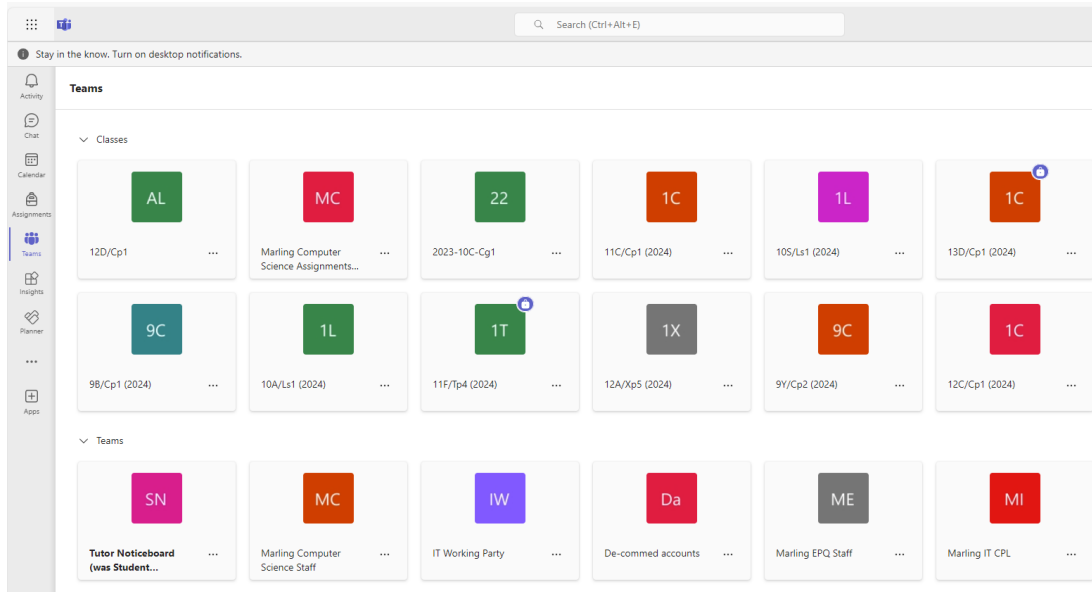 Search (Ctrl+Alt+E)
Stay in the know. Turn on desktop notifications.
Activity
Chat
Calendar
Assignments
Teams
Insights
Planner
Apps
Teams
Classes
AL
MC
22
1C
1L
1C
12D/Cp1
Marling Computer
Science Assignments...
2023-10C-Cg1
11C/Cp1 (2024)
10S/Ls1 (2024)
13D/Cp1 (2024)
9C
1L
1T
1X
9C
1C
9B/Cp1 (2024)
10A/Ls1 (2024)
11F/Tp4 (2024)
12A/Xp5 (2024)
9Y/Cp2 (2024)
12C/Cp1 (2024)
Teams
SN
MC
IW
Da
ME
MI
Tutor Noticeboard
(was Student...
Marling Computer
Science Staff
IT Working Party
De-commed accounts
Marling EPQ Staff
Marling IT CPL